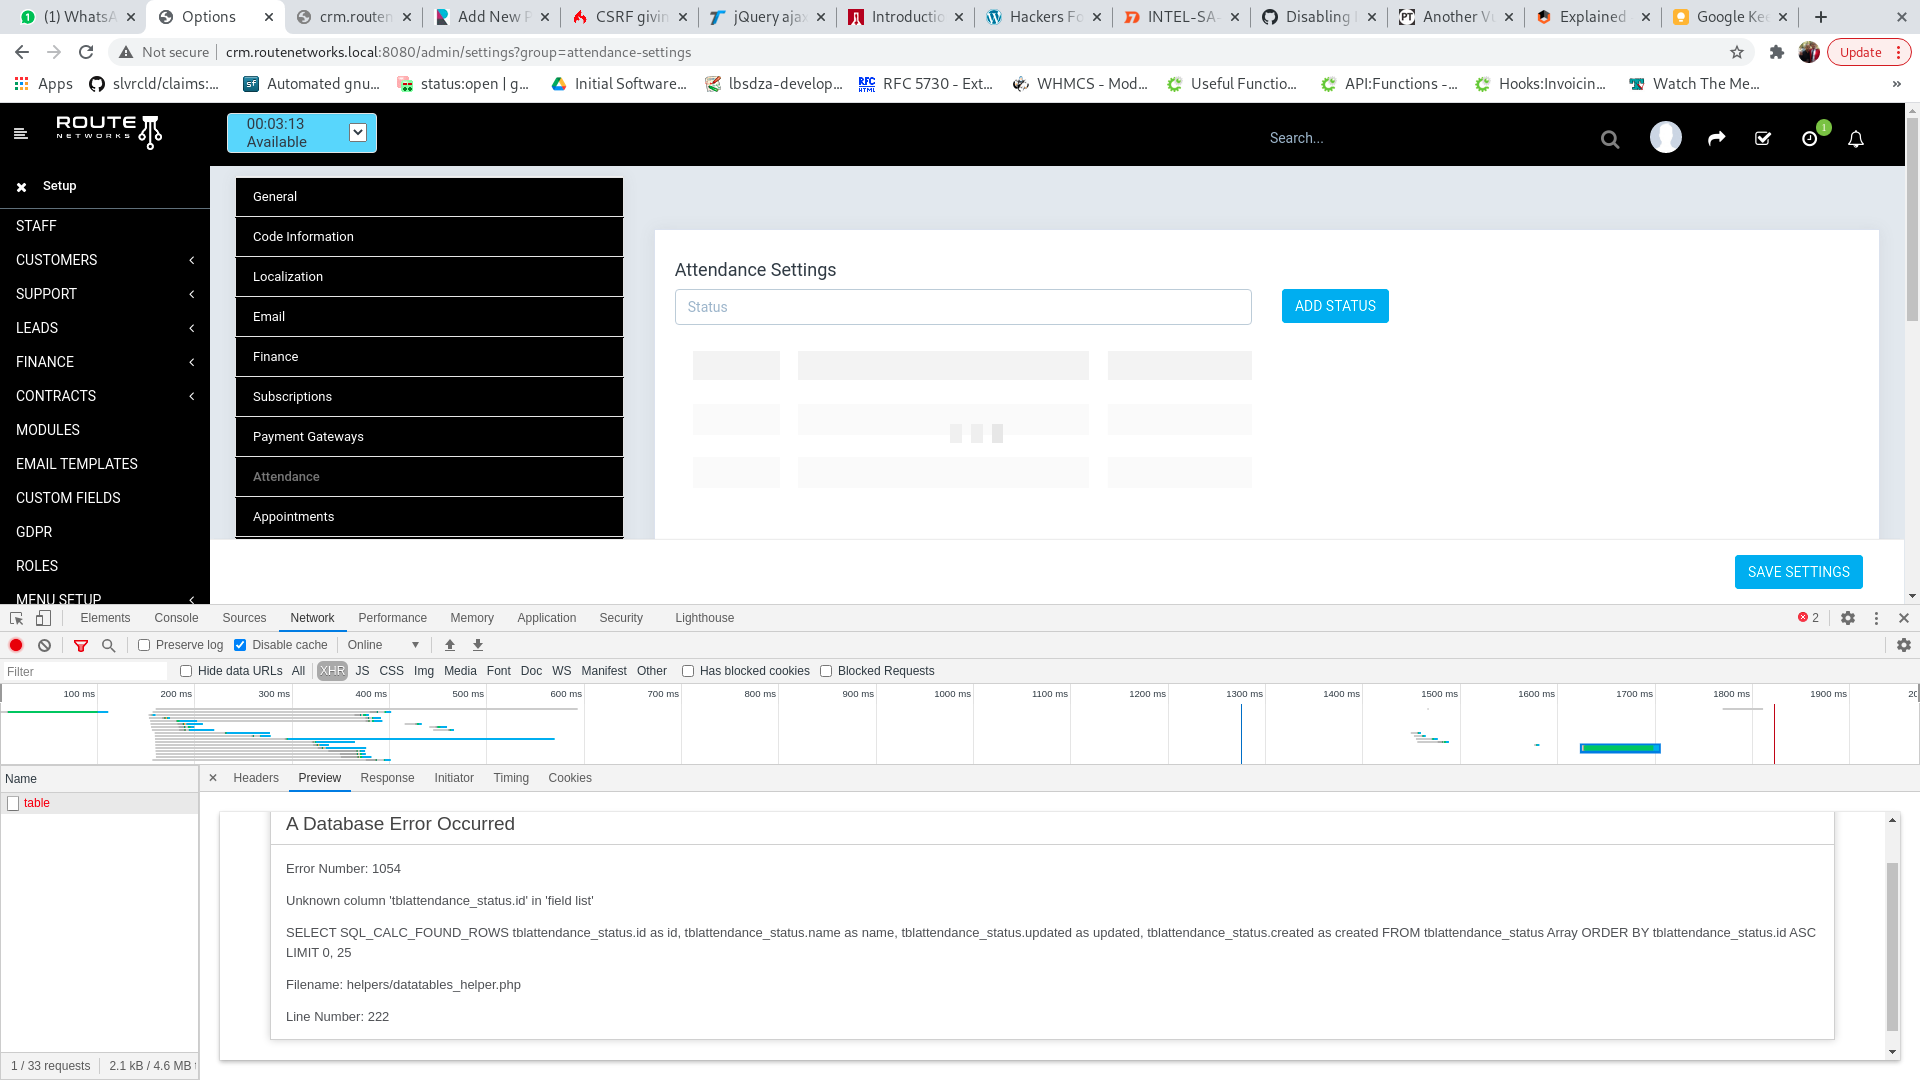 (1) WhatsA
Options
crm.routen
Add New P
CSRF givin
jQuery ajax
Introductio
Hackers Fo
INTEL-SA-
Disabling
Another Vu
Explained
Google Kee
Not secure
crm.routenetworks.local:8080/admin/settings?group=attendance-settings
Update
Apps
slvrcld/claims:...
Automated gnu...
status:open | g...
Initial Software...
lbsdza-develop...
RFC 5730 - Ext...
WHMCS - Mod...
Useful Functio...
API:Functions -...
Hooks:Invoicin...
Watch The Me...
»
ROUTE
NETWORKS
00:03:13
Available
Search...
1
Setup
STAFF
CUSTOMERS
SUPPORT
LEADS
FINANCE
CONTRACTS
MODULES
EMAIL TEMPLATES
CUSTOM FIELDS
GDPR
ROLES
MENU SETUP
General
Code Information
Localization
Email
Finance
Subscriptions
Payment Gateways
Attendance
Appointments
Attendance Settings
Status
ADD STATUS
SAVE SETTINGS
Elements
Console
Sources
Network
Performance
Memory
Application
Security
Lighthouse
2
Preserve log
Disable cache
Online
Filter
Hide data URLs
All
XHR
JS
CSS
Img
Media
Font
Doc
WS
Manifest
Other
Has blocked cookies
Blocked Requests
100 ms
200 ms
300 ms
400 ms
500 ms
600 ms
700 ms
800 ms
900 ms
1000 ms
1100 ms
1200 ms
1300 ms
1400 ms
1500 ms
1600 ms
1700 ms
1800 ms
1900 ms
Name
table
Headers
Preview
Response
Initiator
Timing
Cookies
A Database Error Occurred
Error Number: 1054
Unknown column 'tblattendance_status.id' in 'field list'
SELECT SQL_CALC_FOUND_ROWS tblattendance_status.id as id, tblattendance_status.name as name, tblattendance_status.updated as updated, tblattendance_status.created as created FROM tblattendance_status Array ORDER BY tblattendance_status.id ASC
LIMIT 0, 25
Filename: helpers/datatables_helper.php
Line Number: 222
1 / 33 requests
2.1 kB / 4.6 MB